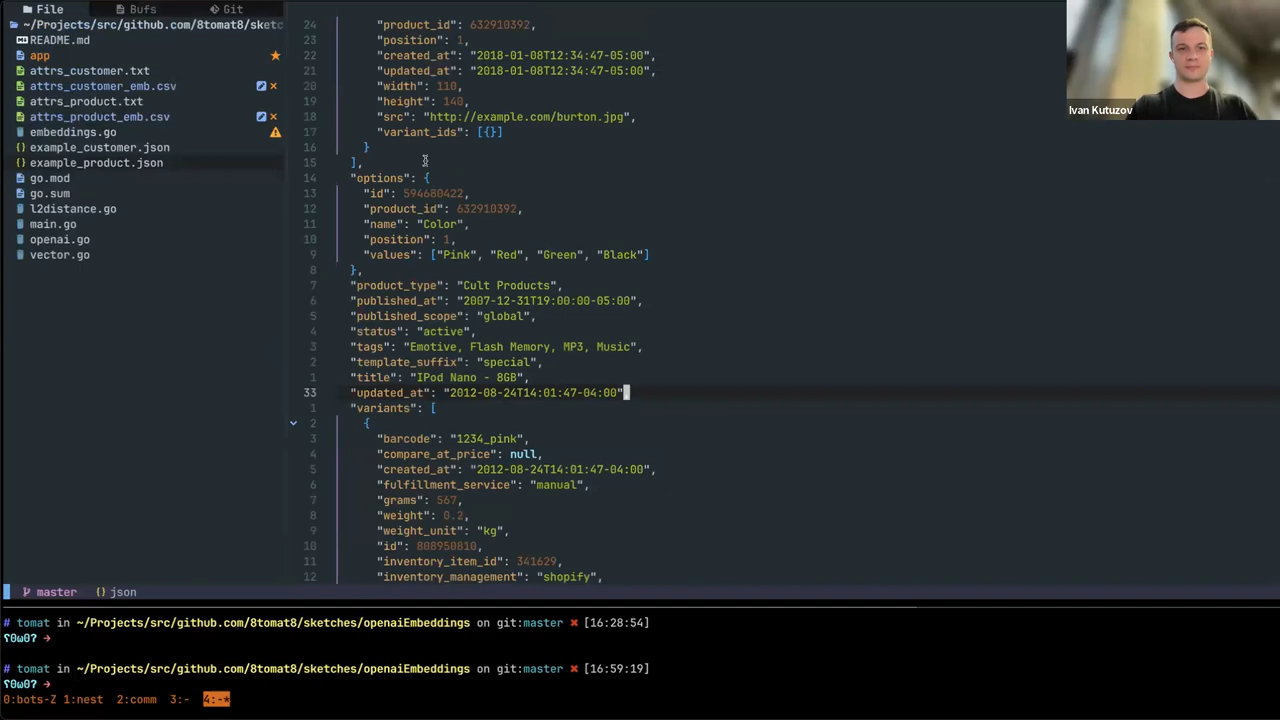 File Bufs Git
~/Projects/src/github.com/8tomat8/sketc
README.md
app
attrs_customer.txt
attrs_customer_emb.csv
attrs_product.txt
attrs_product_emb.csv
embeddings.go
{} example_customer.json
{} example_product.json
go.mod
go.sum
l2distance.go
main.go
openai.go
vector.go
24 "product_id": 632910392,
23 "position": 1,
22 "created_at": "2018-01-08T12:34:47-05:00",
21 "updated_at": "2018-01-08T12:34:47-05:00",
20 "width": 110,
19 "height": 140,
18 "src": "http://example.com/burton.jpg",
17 "variant_ids": [{}]
16 }
15 ],
14 "options": {
13 "id": 594680422,
12 "product_id": 632910392,
11 "name": "Color",
10 "position": 1,
9 "values": ["Pink", "Red", "Green", "Black"]
8 },
7 "product_type": "Cult Products",
6 "published_at": "2007-12-31T19:00:00-05:00",
5 "published_scope": "global",
4 "status": "active",
3 "tags": "Emotive, Flash Memory, MP3, Music",
2 "template_suffix": "special",
1 "title": "IPod Nano - 8GB",
33 "updated_at": "2012-08-24T14:01:47-04:00",
1 "variants": [
2 {
3 "barcode": "1234_pink",
4 "compare_at_price": null,
5 "created_at": "2012-08-24T14:01:47-04:00",
6 "fulfillment_service": "manual",
7 "grams": 567,
8 "weight": 0.2,
9 "weight_unit": "kg",
10 "id": 808950810,
11 "inventory_item_id": 341629,
12 "inventory_management": "shopify",
Ivan Kutuzov
master {} json
# tomat in ~/Projects/src/github.com/8tomat8/sketches/openaiEmbeddings on git:master ✖ [16:28:54]
ʕ0ω0ʔ →
# tomat in ~/Projects/src/github.com/8tomat8/sketches/openaiEmbeddings on git:master ✖ [16:59:19]
ʕ0ω0ʔ →
0:bots-Z 1:nest 2:comm 3:- 4:-*